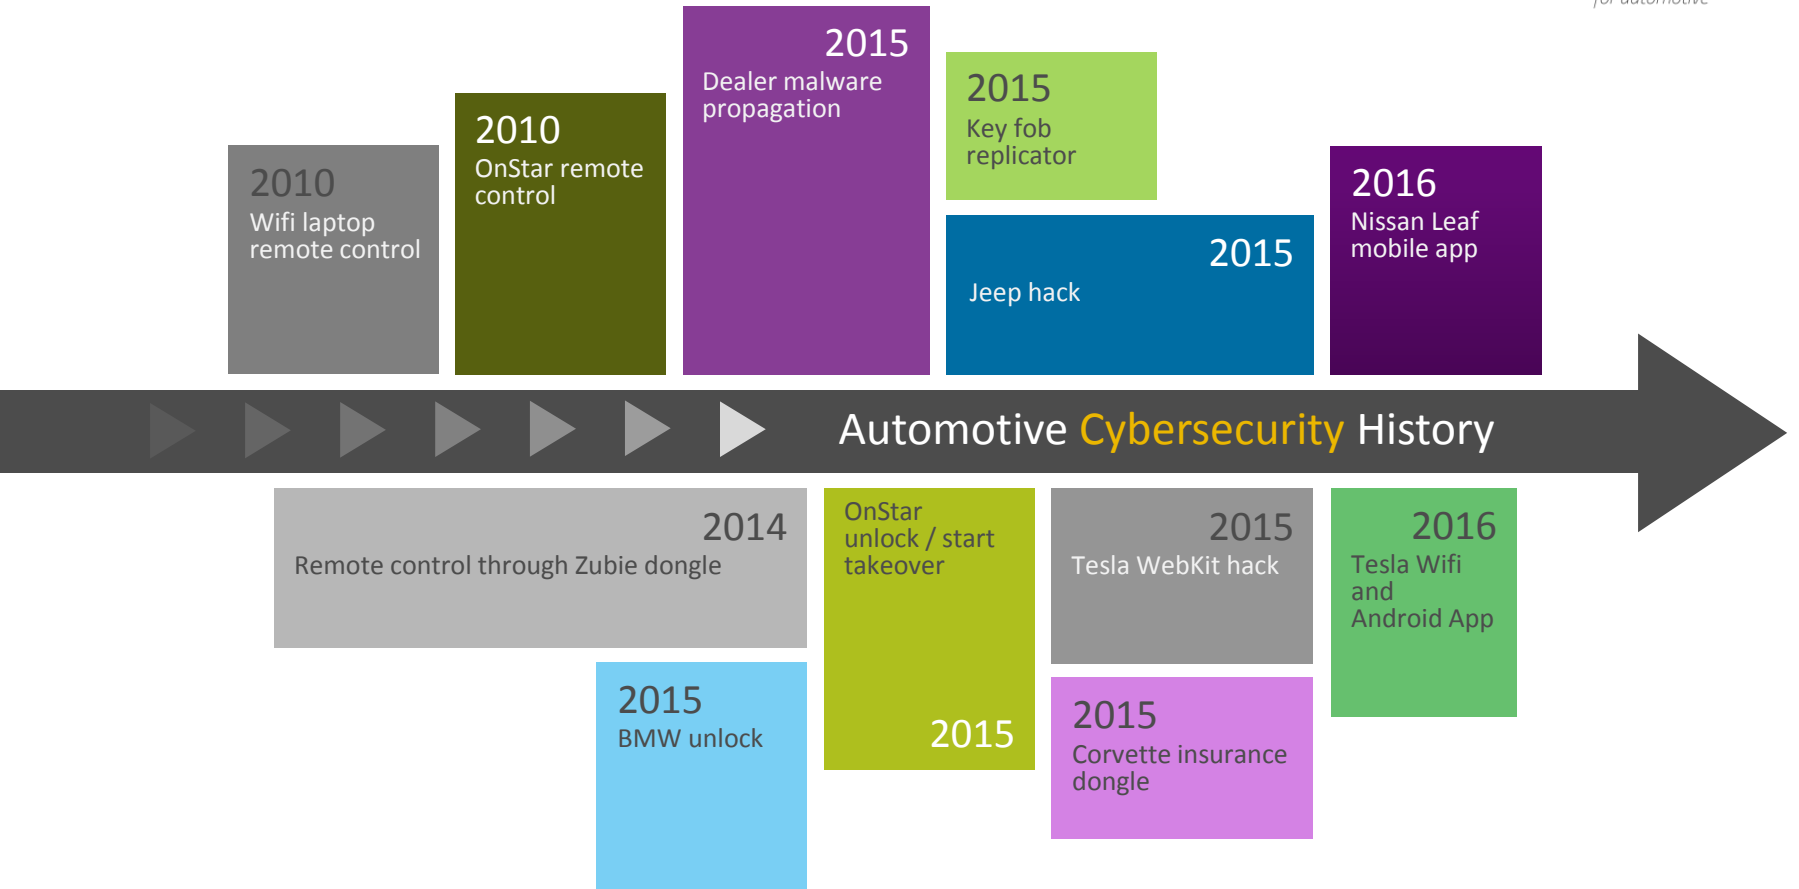 for automotive
2015
Dealer malware
propagation
2015
Key fob
replicator
2010
OnStar remote
control
2010
Wifi laptop
remote control
2016
Nissan Leaf
mobile app
2015
Jeep hack
Automotive Cybersecurity History
2014
Remote control through Zubie dongle
OnStar
unlock / start
takeover
2015
2015
Tesla WebKit hack
2016
Tesla Wifi
and
Android App
2015
BMW unlock
2015
Corvette insurance
dongle